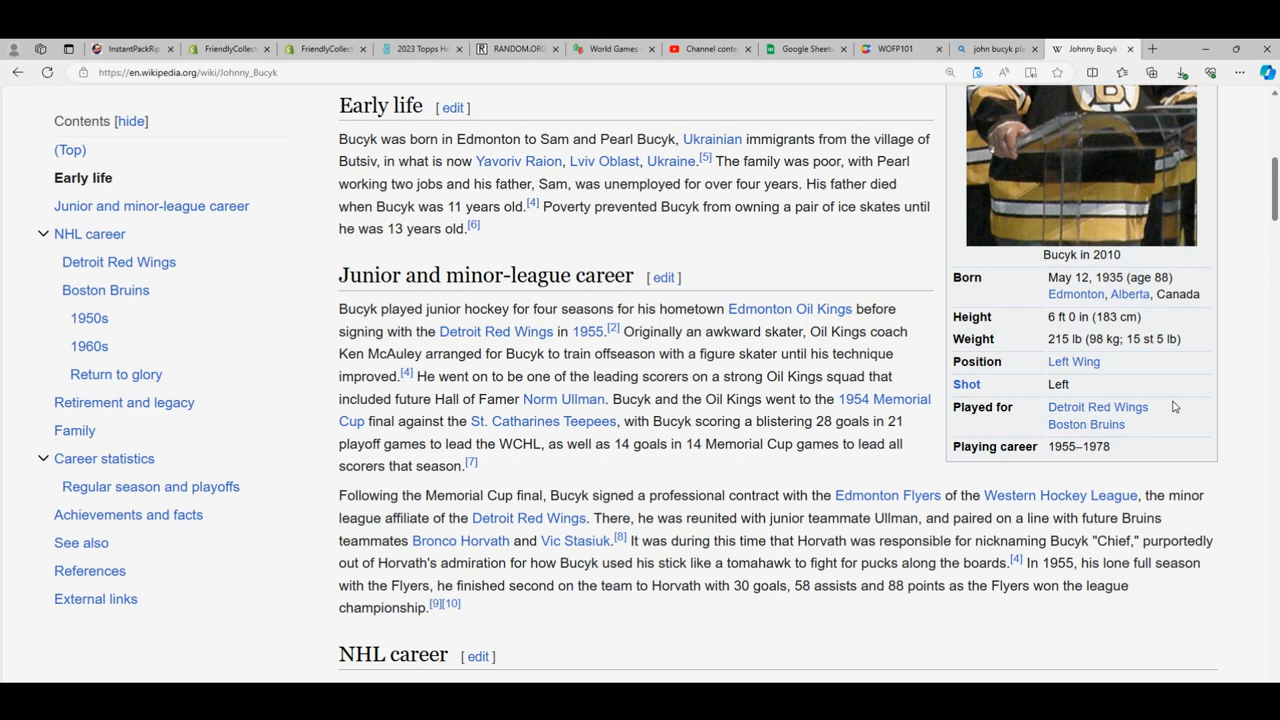 InstantPackRip
FriendlyCollect
FriendlyCollect
2023 Topps Ho
RANDOM.ORG
World Games
Channel conte
Google Sheets
WOFP101
john bucyk pla
Johnny Bucyk
https://en.wikipedia.org/wiki/Johnny_Bucyk
Contents [hide]
(Top)
Early life
Junior and minor-league career
NHL career
Detroit Red Wings
Boston Bruins
1950s
1960s
Return to glory
Retirement and legacy
Family
Career statistics
Regular season and playoffs
Achievements and facts
See also
References
External links
Early life [ edit ]
Bucyk was born in Edmonton to Sam and Pearl Bucyk, Ukrainian immigrants from the village of
Butsiv, in what is now Yavoriv Raion, Lviv Oblast, Ukraine.[5] The family was poor, with Pearl
working two jobs and his father, Sam, was unemployed for over four years. His father died
when Bucyk was 11 years old.[4] Poverty prevented Bucyk from owning a pair of ice skates until
he was 13 years old.[6]
Junior and minor-league career [ edit ]
Bucyk played junior hockey for four seasons for his hometown Edmonton Oil Kings before
signing with the Detroit Red Wings in 1955.[2] Originally an awkward skater, Oil Kings coach
Ken McAuley arranged for Bucyk to train offseason with a figure skater until his technique
improved.[4] He went on to be one of the leading scorers on a strong Oil Kings squad that
included future Hall of Famer Norm Ullman. Bucyk and the Oil Kings went to the 1954 Memorial
Cup final against the St. Catharines Teepees, with Bucyk scoring a blistering 28 goals in 21
playoff games to lead the WCHL, as well as 14 goals in 14 Memorial Cup games to lead all
scorers that season.[7]
Following the Memorial Cup final, Bucyk signed a professional contract with the Edmonton Flyers of the Western Hockey League, the minor
league affiliate of the Detroit Red Wings. There, he was reunited with junior teammate Ullman, and paired on a line with future Bruins
teammates Bronco Horvath and Vic Stasiuk.[8] It was during this time that Horvath was responsible for nicknaming Bucyk "Chief," purportedly
out of Horvath's admiration for how Bucyk used his stick like a tomahawk to fight for pucks along the boards.[4] In 1955, his lone full season
with the Flyers, he finished second on the team to Horvath with 30 goals, 58 assists and 88 points as the Flyers won the league
championship.[9][10]
NHL career [ edit ]
B
Bucyk in 2010
Born May 12, 1935 (age 88)
Edmonton, Alberta, Canada
Height 6 ft 0 in (183 cm)
Weight 215 lb (98 kg; 15 st 5 lb)
Position Left Wing
Shot Left
Played for Detroit Red Wings
Boston Bruins
Playing career 1955–1978